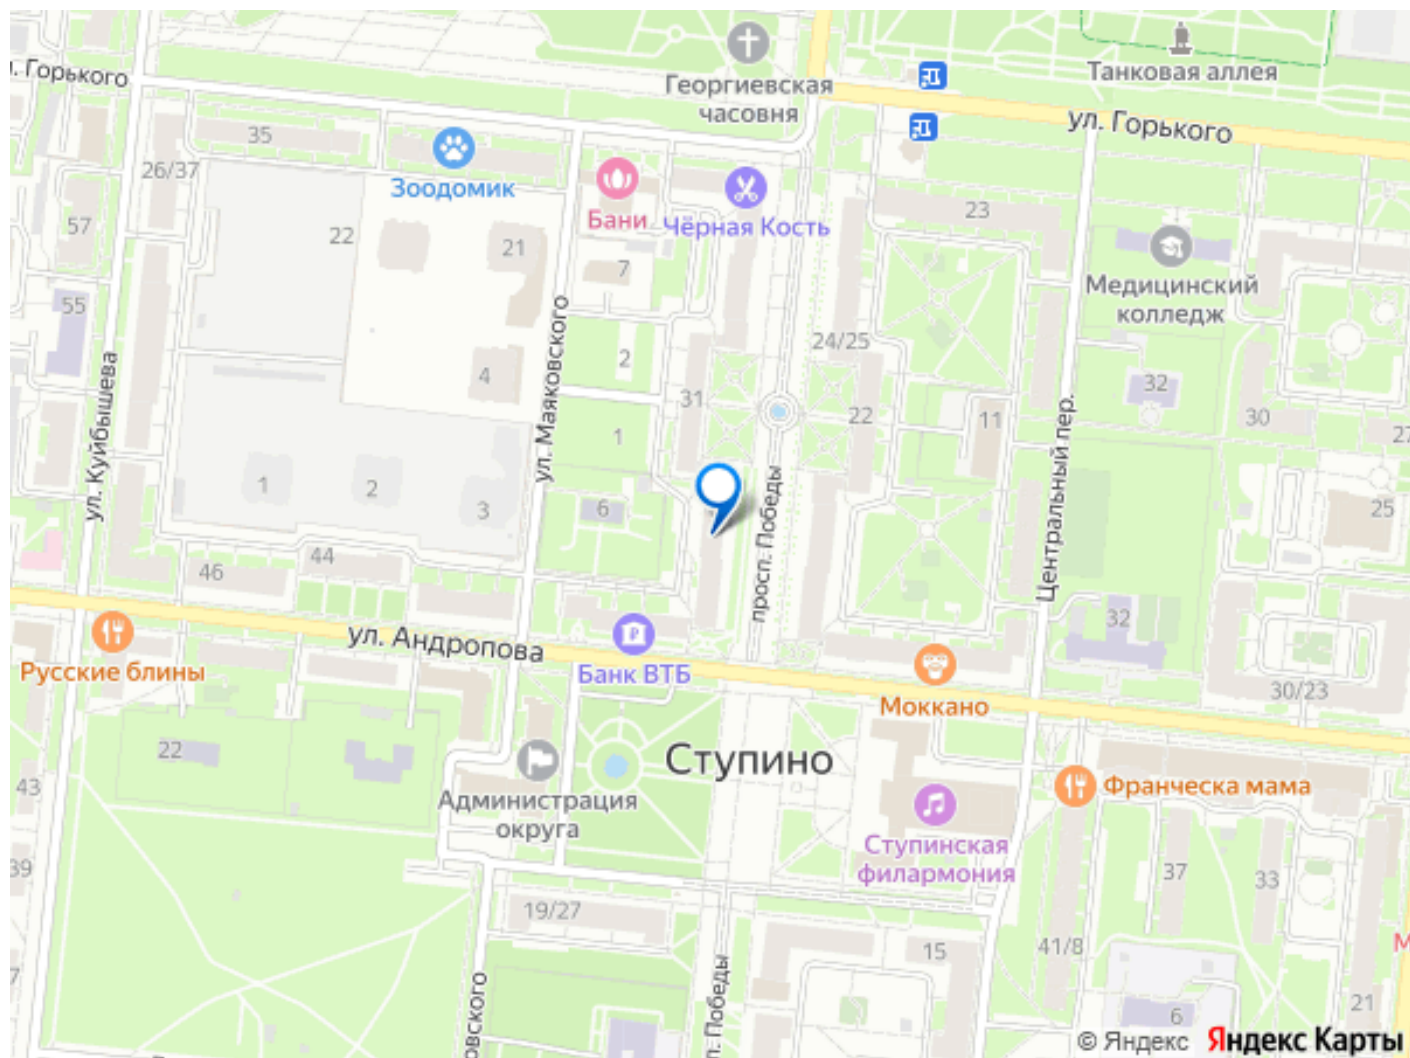 Георгиевская
часовня
Танковая аллея
. Горького
ул. Горького
35
26/37
Зоодомик
Бани
Чёрная Кость
23
57
22
21
7
Медицинский
колледж
55
ул. Куйбышева
ул. Маяковского
24/25
2
4
31
22
11
32
30
27
1
1
2
3
6
просп. Победы
Центральный пер.
25
44
46
32
Русские блины
ул. Андропова
Банк ВТБ
Моккано
30/23
22
Ступино
43
Администрация
округа
Франческа мама
Ступинская
филармония
39
37
33
19/27
15
41/8
М
7
овского
п. Победы
6
21
© Яндекс Яндекс Карты